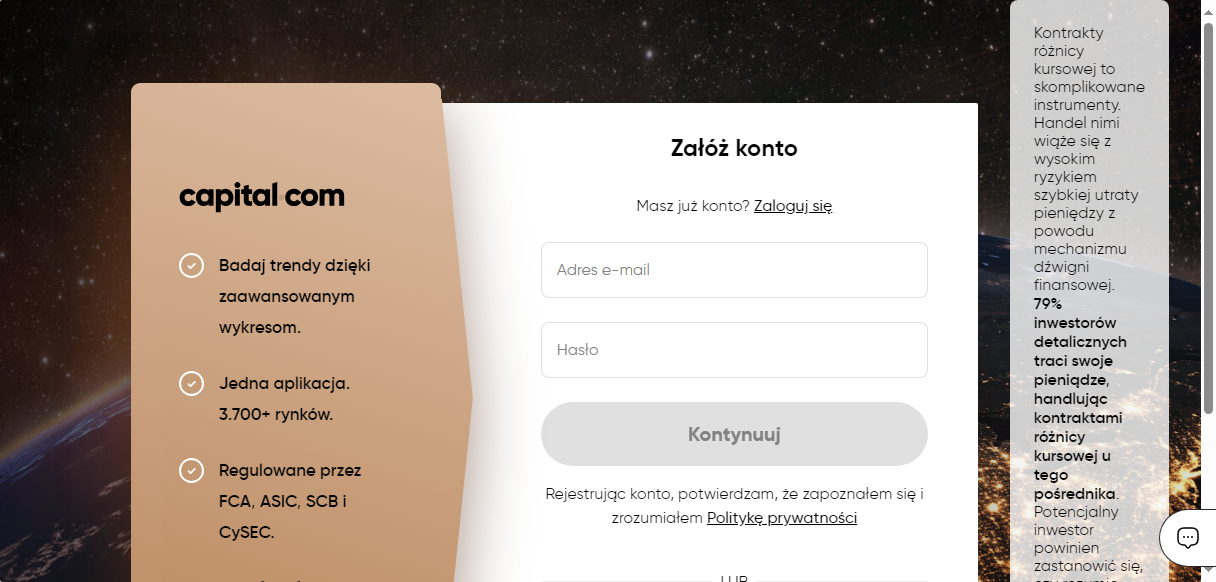 capital com
Badaj trendy dzięki
zaawansowanym
wykresom.
Jedna aplikacja.
3.700+ rynków.
Regulowane przez
FCA, ASIC, SCB i
CySEC.
Załóż konto
Masz już konto? Zaloguj się
Adres e-mail
Hasło
Kontynuuj
Rejestrując konto, potwierdzam, że zapoznałem się i
zrozumiałem Politykę prywatności
LUB
Kontrakty
różnicy
kursowej to
skomplikowane
instrumenty.
Handel nimi
wiąże się z
wysokim
ryzykiem
szybkiej utraty
pieniędzy z
powodu
mechanizmu
dźwigni
finansowej.
79%
inwestorów
detalicznych
traci swoje
pieniądze,
handlując
kontraktami
różnicy
kursowej u
tego
pośrednika.
Potencjalny
inwestor
powinien
zastanowić się,
czy rozumie